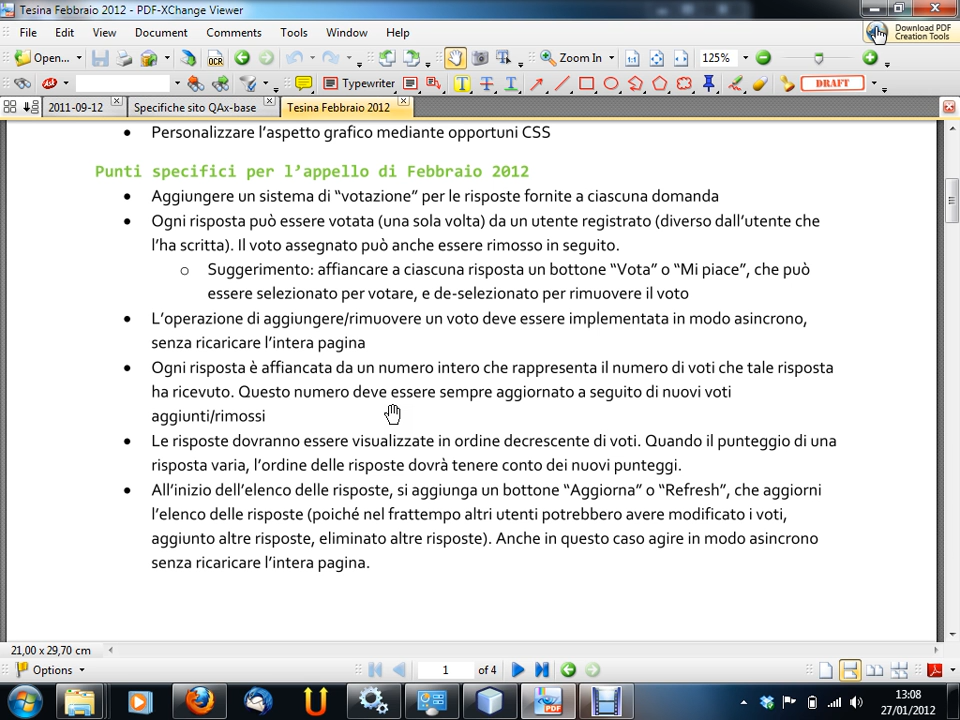 Tesina Febbraio 2012 - PDF-XChange Viewer
File Edit View Document Comments Tools Window Help
Download PDF
Creation Tools
Open... OCR Zoom In 125%
Typewriter DRAFT
2011-09-12 Specifiche sito QAx-base Tesina Febbraio 2012
• Personalizzare l'aspetto grafico mediante opportuni CSS
Punti specifici per l'appello di Febbraio 2012
• Aggiungere un sistema di “votazione” per le risposte fornite a ciascuna domanda
• Ogni risposta può essere votata (una sola volta) da un utente registrato (diverso dall'utente che
l'ha scritta). Il voto assegnato può anche essere rimosso in seguito.
o Suggerimento: affiancare a ciascuna risposta un bottone “Vota” o “Mi piace”, che può
essere selezionato per votare, e de-selezionato per rimuovere il voto
• L'operazione di aggiungere/rimuovere un voto deve essere implementata in modo asincrono,
senza ricaricare l'intera pagina
• Ogni risposta è affiancata da un numero intero che rappresenta il numero di voti che tale risposta
ha ricevuto. Questo numero deve essere sempre aggiornato a seguito di nuovi voti
aggiunti/rimossi
• Le risposte dovranno essere visualizzate in ordine decrescente di voti. Quando il punteggio di una
risposta varia, l'ordine delle risposte dovrà tenere conto dei nuovi punteggi.
• All'inizio dell'elenco delle risposte, si aggiunga un bottone “Aggiorna” o “Refresh”, che aggiorni
l'elenco delle risposte (poiché nel frattempo altri utenti potrebbero avere modificato i voti,
aggiunto altre risposte, eliminato altre risposte). Anche in questo caso agire in modo asincrono
senza ricaricare l'intera pagina.
21,00 x 29,70 cm
Options 1 of 4
PDF
13:08
27/01/2012